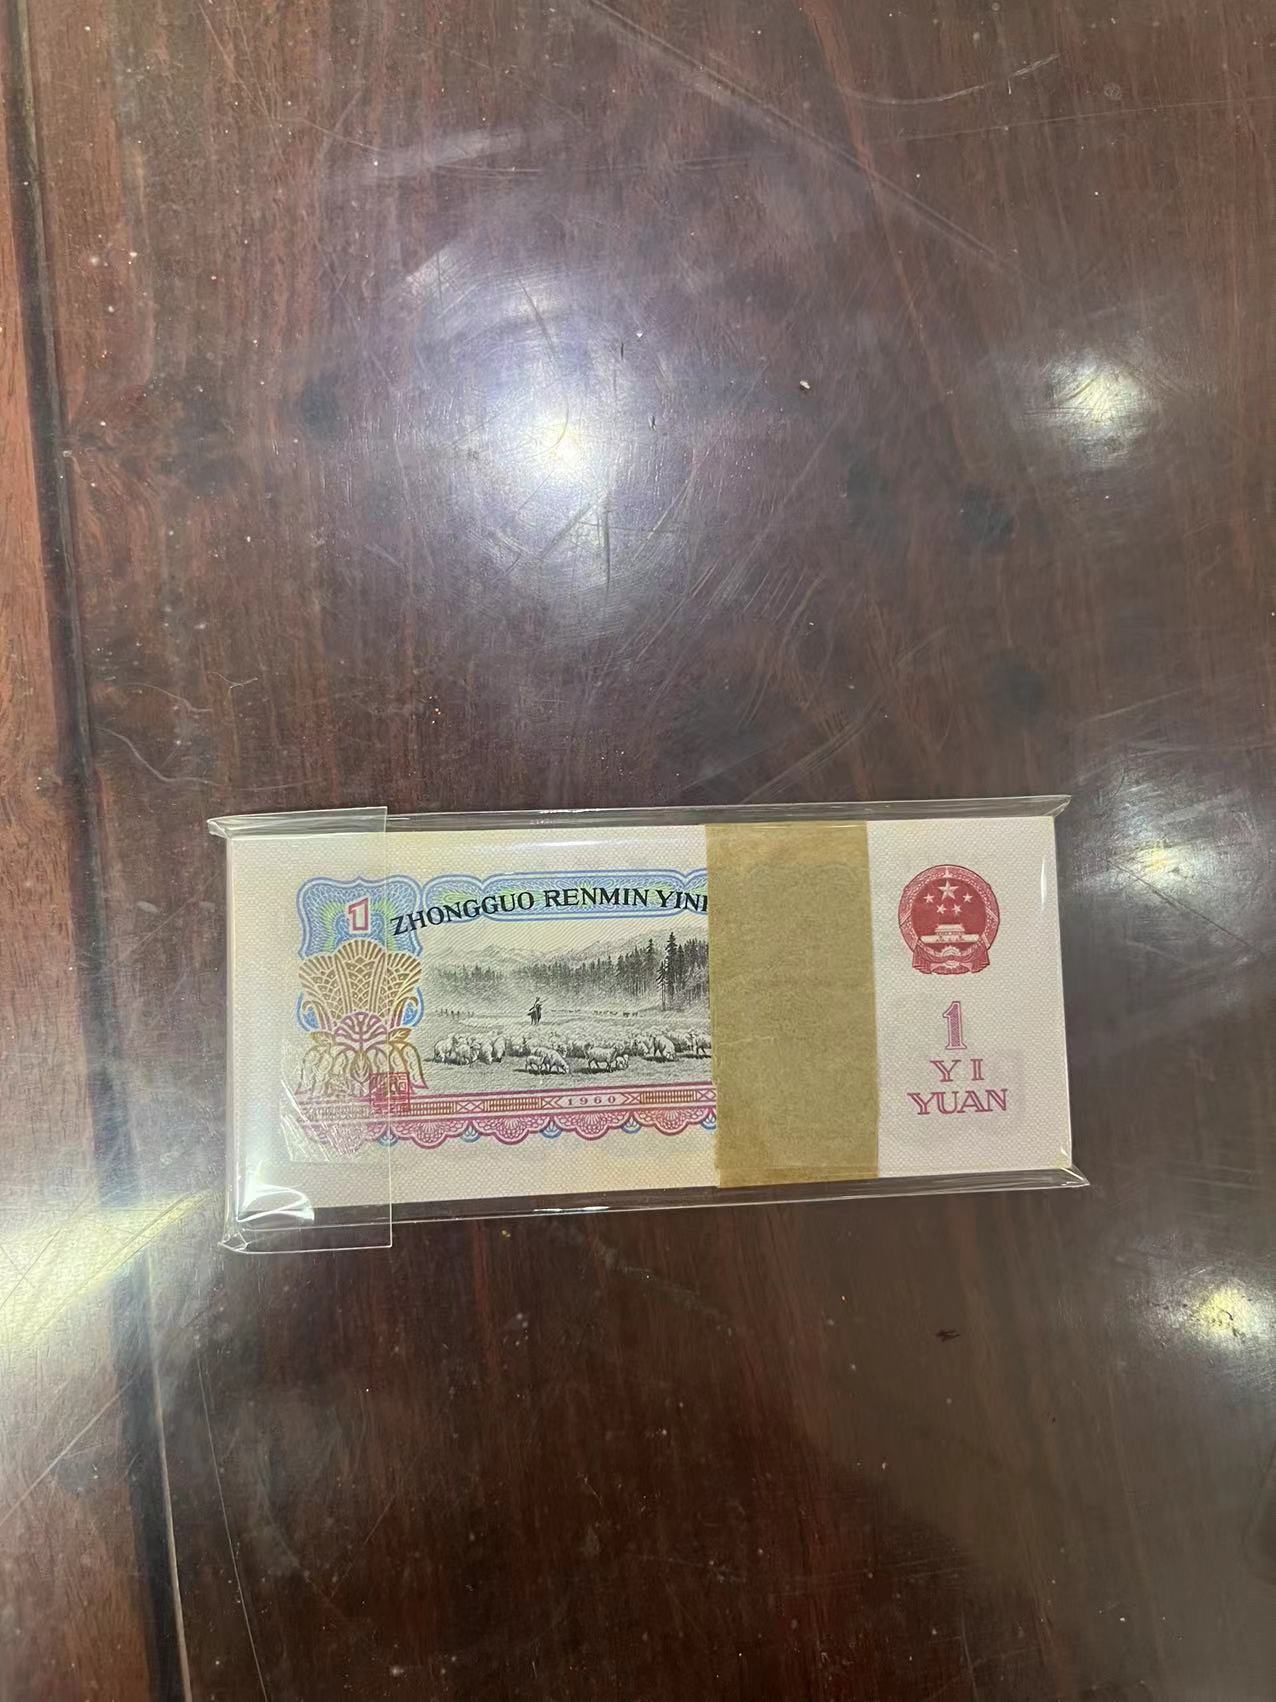 1
ZHONGGUO RENMIN YIN
1960
1
YI
YUAN